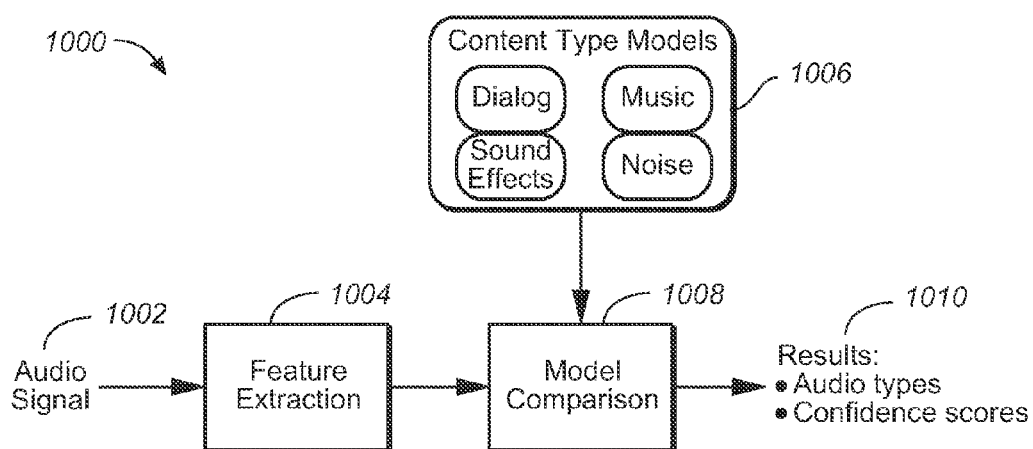 1000
Content Type Models
1006
Dialog
Music
Sound
Effects
Noise
1002
1004
1008
1010
Audio
Signal
Feature
Extraction
Model
Comparison
Results:
• Audio types
• Confidence scores